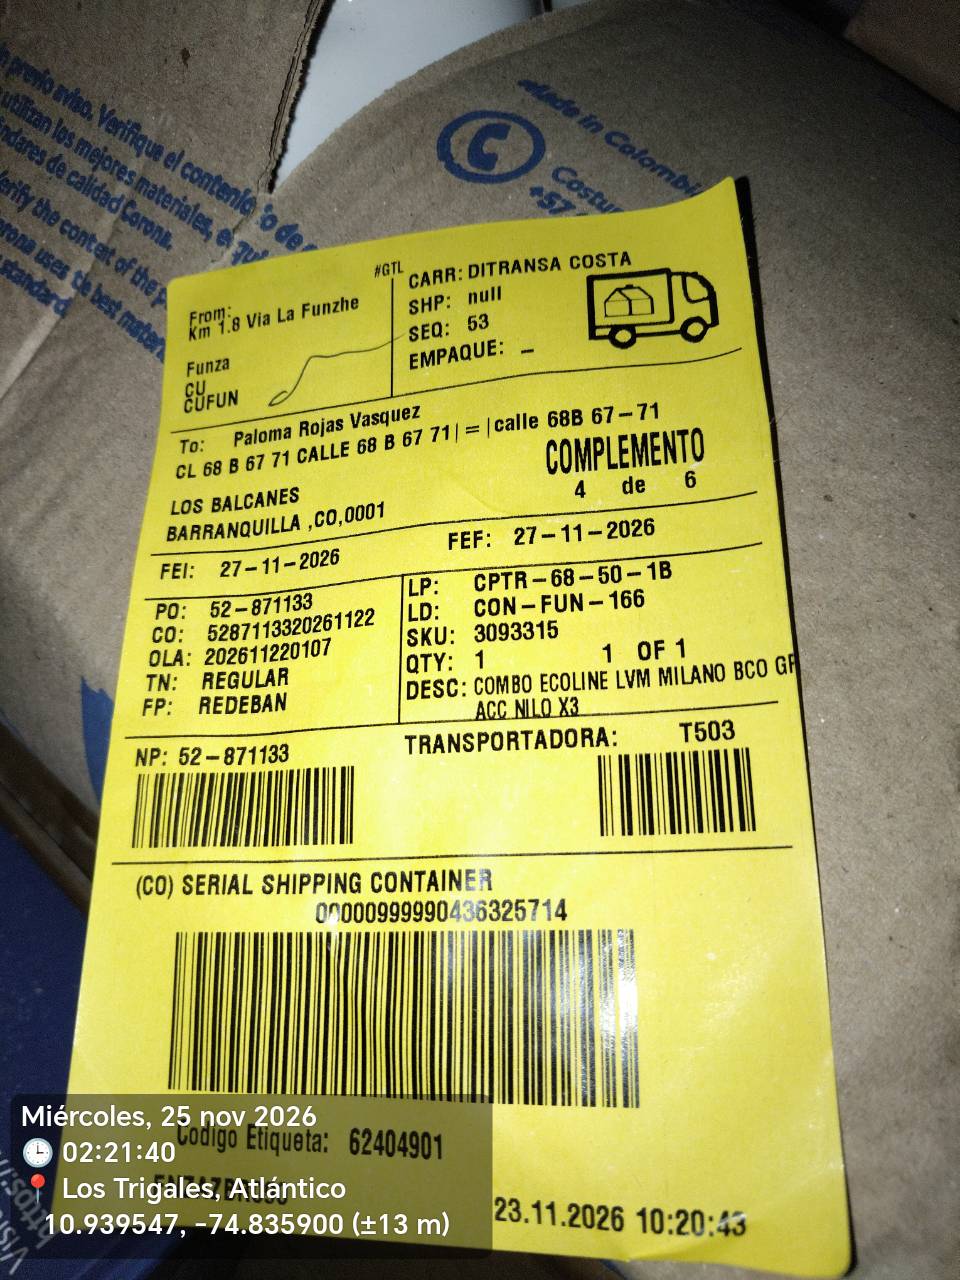 previo aviso. Verifique el contenido de
utilizan los mejores materiales, e
de calidad Corona.
Verify the content of the p
uses the best mater
standard
Made in Colombi
Costu
+57
#GTL
From:
Km 1.8 Via La Funzhe
Funza
CU
CUFUN
CARR: DITRANSA COSTA
SHP: null
SEQ: 53
EMPAQUE: –
To: Paloma Rojas Vasquez
CL 68 B 67 71 CALLE 68 B 67 71| = |calle 68B 67–71
COMPLEMENTO
4 de 6
LOS BALCANES
BARRANQUILLA ,CO,0001
FEI: 27–11–2026
FEF: 27–11–2026
PO: 52–871133
CO: 5287113320261122
OLA: 202611220107
TN: REGULAR
FP: REDEBAN
LP: CPTR–68–50–1B
LD: CON–FUN–166
SKU: 3093315
QTY: 1 1 OF 1
DESC: COMBO ECOLINE LVM MILANO BCO GR
ACC NILO X3
NP: 52–871133
TRANSPORTADORA: T503
(CO) SERIAL SHIPPING CONTAINER
00000999990436325714
Codigo Etiqueta: 62404901
23.11.2026 10:20:43
Miércoles, 25 nov 2026
02:21:40
Los Trigales, Atlántico
10.939547, -74.835900 (±13 m)